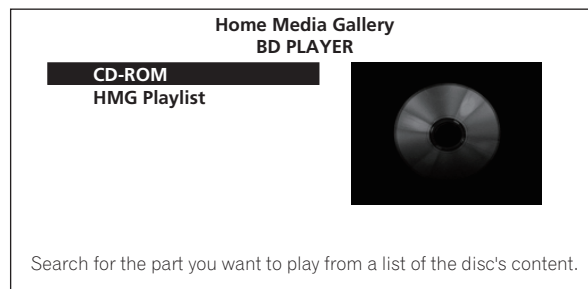 Home Media Gallery
BD PLAYER
CD-ROM
HMG Playlist
Search for the part you want to play from a list of the disc's content.